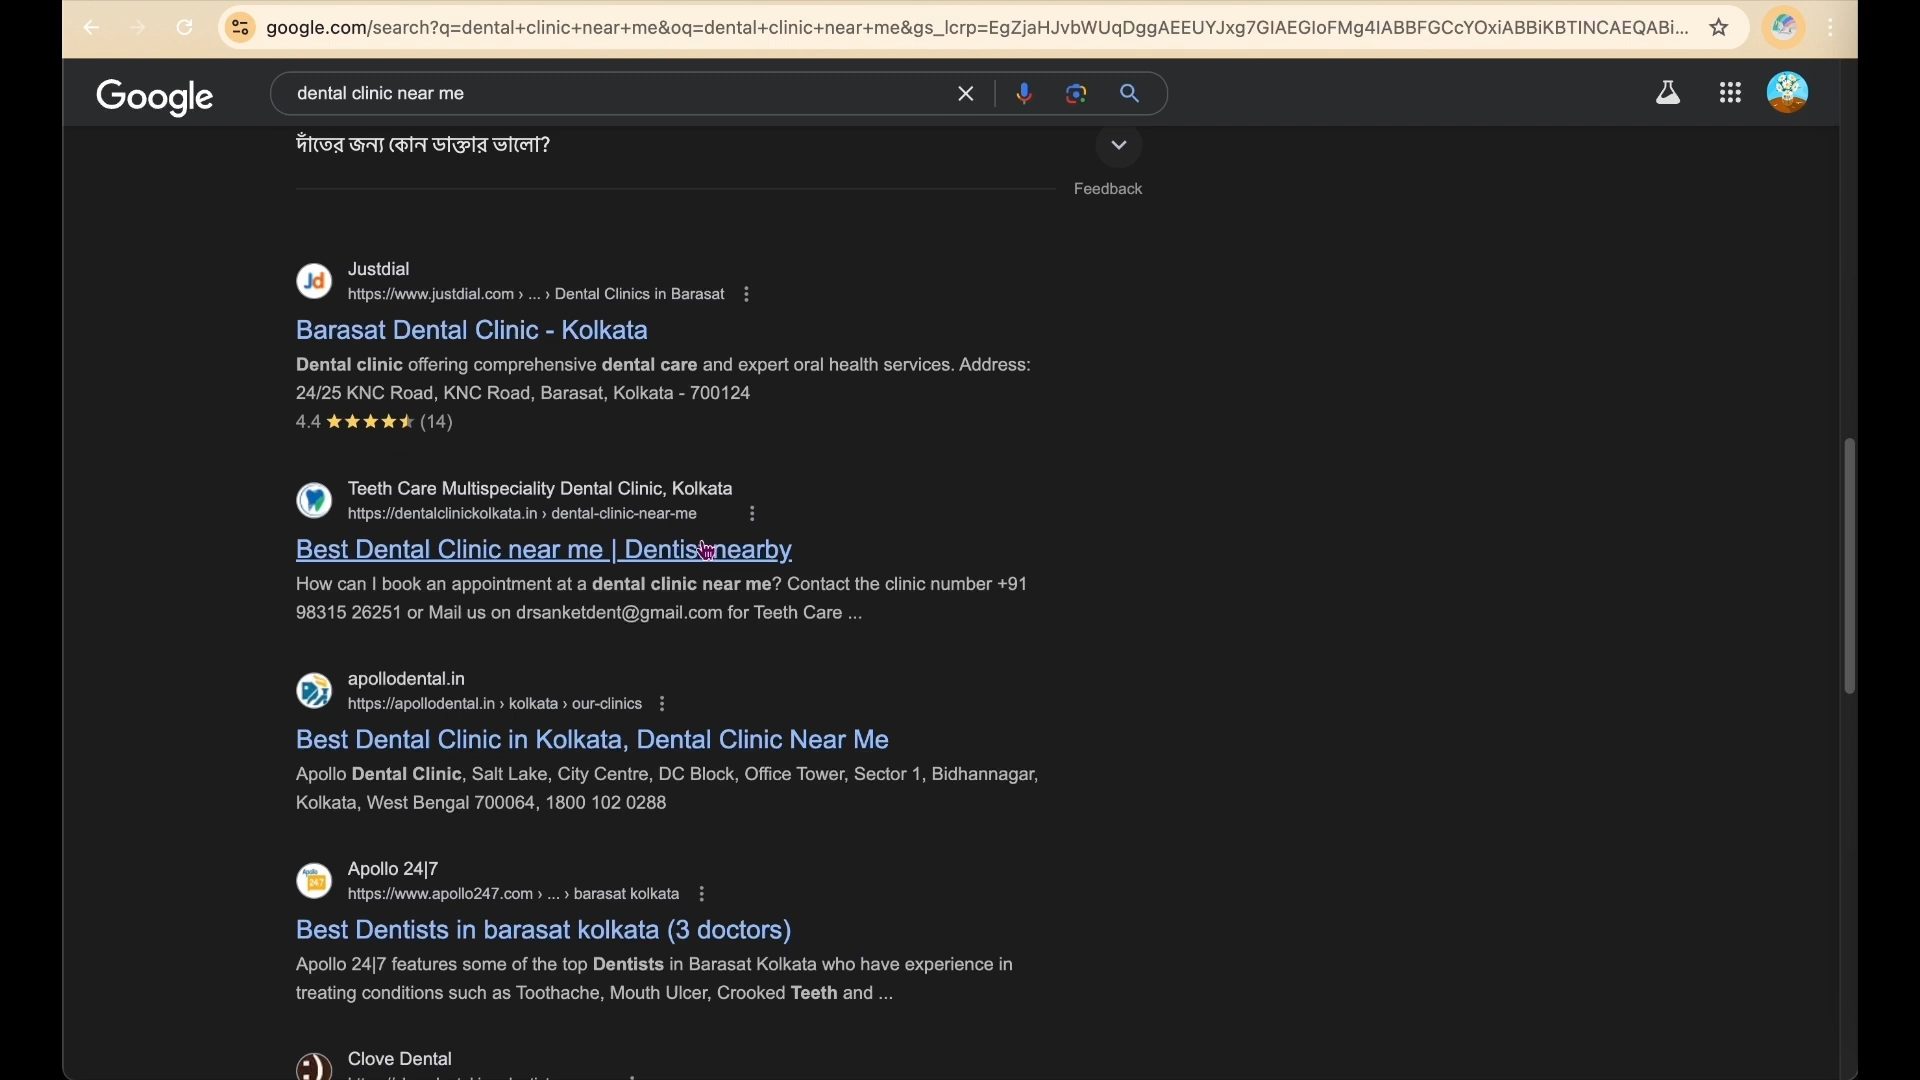 google.com/search?q=dental+clinic+near+me&oq=dental+clinic+near+me&gs_lcrp=EgZjaHJvbWUqDggAEEUYJxg7GIAEGIoFMg4IABBFGCcYOxiABBiKBTINCAEQABi...
Google
dental clinic near me
দাঁতের জন্য কোন ডাক্তার ভালো?
Feedback
Justdial
https://www.justdial.com › ... › Dental Clinics in Barasat
Barasat Dental Clinic - Kolkata
Dental clinic offering comprehensive dental care and expert oral health services. Address:
24/25 KNC Road, KNC Road, Barasat, Kolkata - 700124
4.4 ★★★★★ (14)
Teeth Care Multispeciality Dental Clinic, Kolkata
https://dentalclinickolkata.in › dental-clinic-near-me
Best Dental Clinic near me | Dentist nearby
How can I book an appointment at a dental clinic near me? Contact the clinic number +91
98315 26251 or Mail us on drsanketdent@gmail.com for Teeth Care ...
apollodental.in
https://apollodental.in › kolkata › our-clinics
Best Dental Clinic in Kolkata, Dental Clinic Near Me
Apollo Dental Clinic, Salt Lake, City Centre, DC Block, Office Tower, Sector 1, Bidhannagar,
Kolkata, West Bengal 700064, 1800 102 0288
Apollo 24|7
https://www.apollo247.com › ... › barasat kolkata
Best Dentists in barasat kolkata (3 doctors)
Apollo 24|7 features some of the top Dentists in Barasat Kolkata who have experience in
treating conditions such as Toothache, Mouth Ulcer, Crooked Teeth and ...
Clove Dental